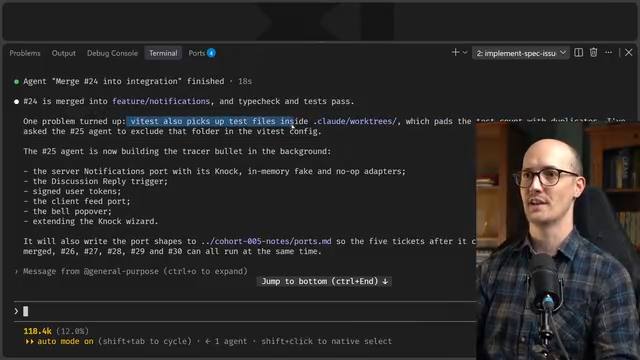 Problems Output Debug Console Terminal Ports 4
2: implement-spec-issu
Agent "Merge #24 into integration" finished · 18s
#24 is merged into feature/notifications, and typecheck and tests pass.
One problem turned up: vitest also picks up test files inside .claude/worktrees/, which pads the test count with duplicates. I've
asked the #25 agent to exclude that folder in the vitest config.
The #25 agent is now building the tracer bullet in the background:
- the server Notifications port with its Knock, in-memory fake and no-op adapters;
- the Discussion Reply trigger;
- signed user tokens;
- the client feed port;
- the bell popover;
- extending the Knock wizard.
It will also write the port shapes to ../cohort-005-notes/ports.md so the five tickets after it c
merged, #26, #27, #28, #29 and #30 can all run at the same time.
› Message from @general-purpose (ctrl+o to expand)
Jump to bottom (ctrl+End) ↓
›
118.4k (12.0%)
⏵⏵ auto mode on (shift+tab to cycle) · ← 1 agent · shift+click to native select